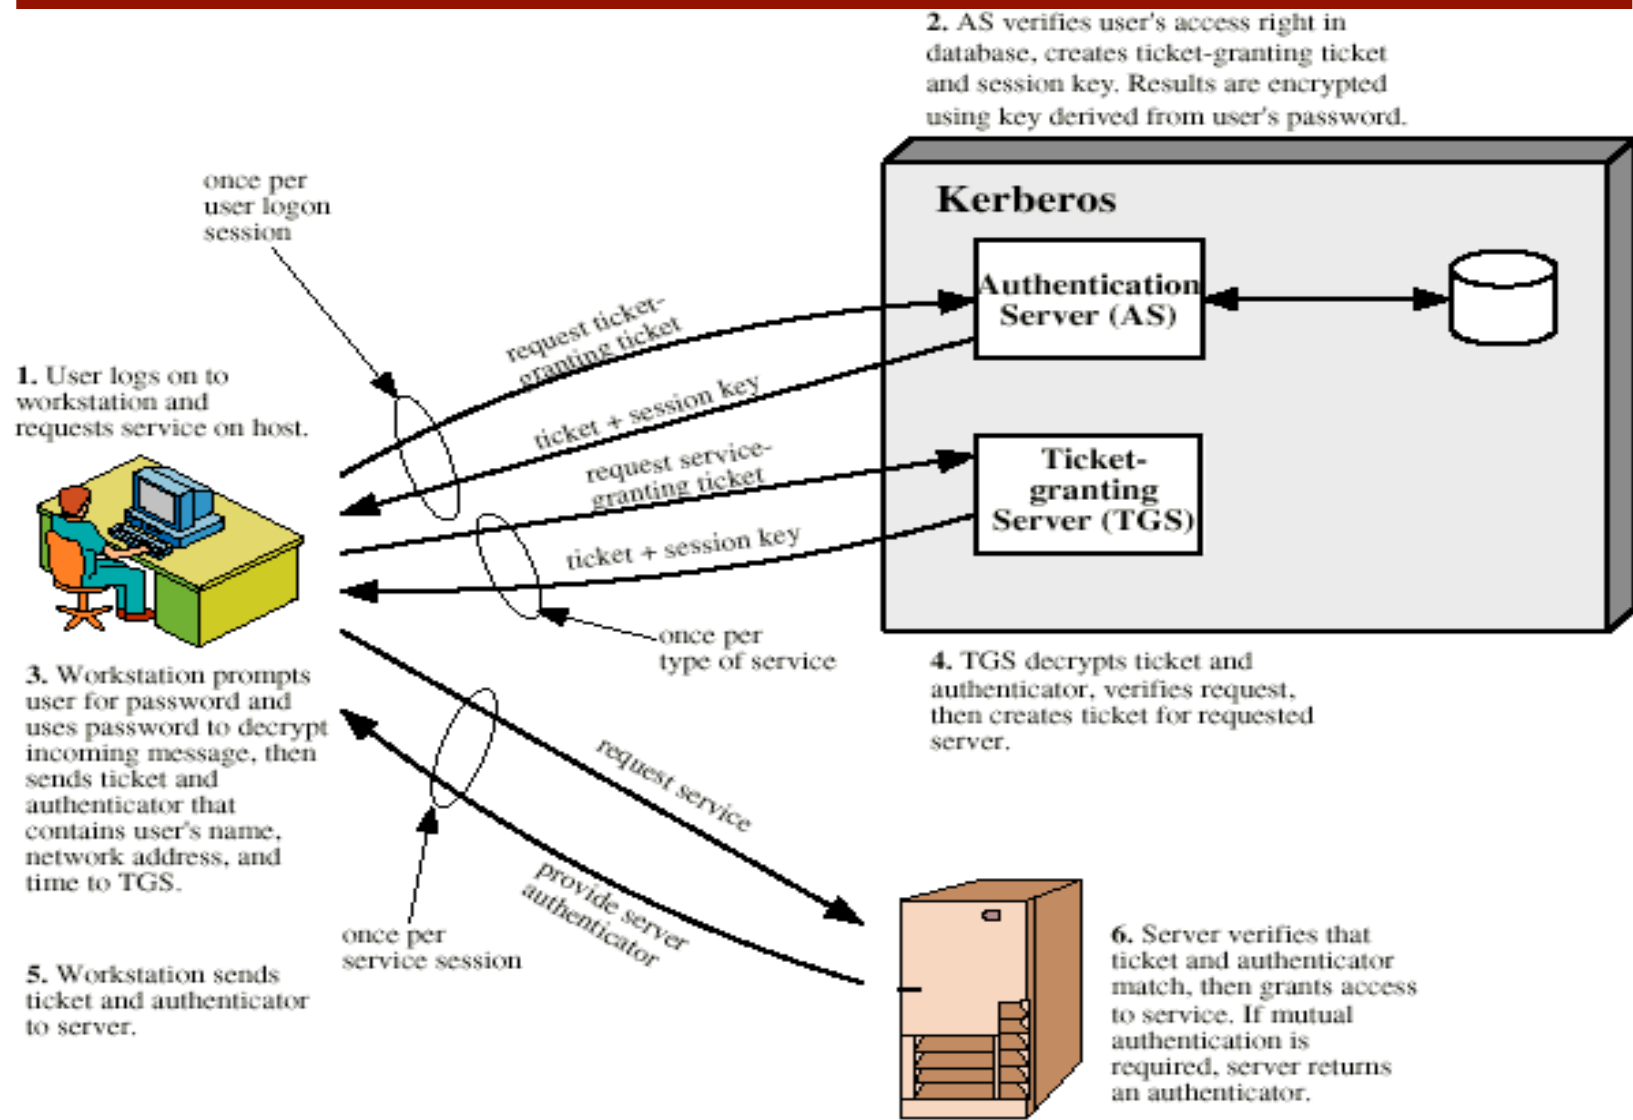 2. AS verifies user's access right in
database, creates ticket-granting ticket
and session key. Results are encrypted
using key derived from user's password.
once per
user logon
session
Kerberos
Authentication
Server (AS)
request ticket-
granting ticket
1. User logs on to
workstation and
requests service on host.
ticket + session key
request service-
granting ticket
Ticket-
granting
Server (TGS)
ticket + session key
once per
type of service
3. Workstation prompts
user for password and
uses password to decrypt
incoming message, then
sends ticket and
authenticator that
contains user's name,
network address, and
time to TGS.
4. TGS decrypts ticket and
authenticator, verifies request,
then creates ticket for requested
server.
request service
provide server
authenticator
once per
service session
5. Workstation sends
ticket and authenticator
to server.
6. Server verifies that
ticket and authenticator
match, then grants access
to service. If mutual
authentication is
required, server returns
an authenticator.